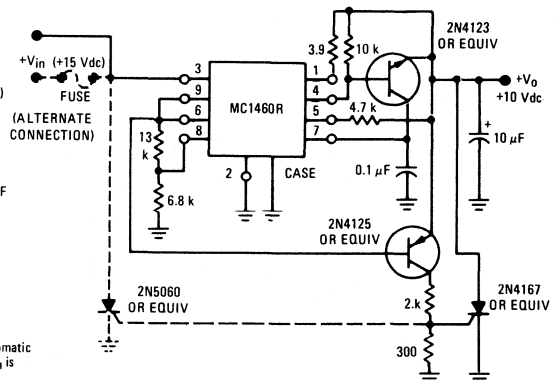 2N4123
OR EQUIV
3.9
10 k
+Vin (+15 Vdc)
FUSE
(ALTERNATE
CONNECTION)
)
F
3
9
6
8
MC1460R
1
4
5
7
4.7 k
+Vo
+10 Vdc
+
10 μF
13
k
6.8 k
2
CASE
0.1 μF
2N4125
OR EQUIV
2N5060
OR EQUIV
2N4167
OR EQUIV
2.k
300
omatic
is